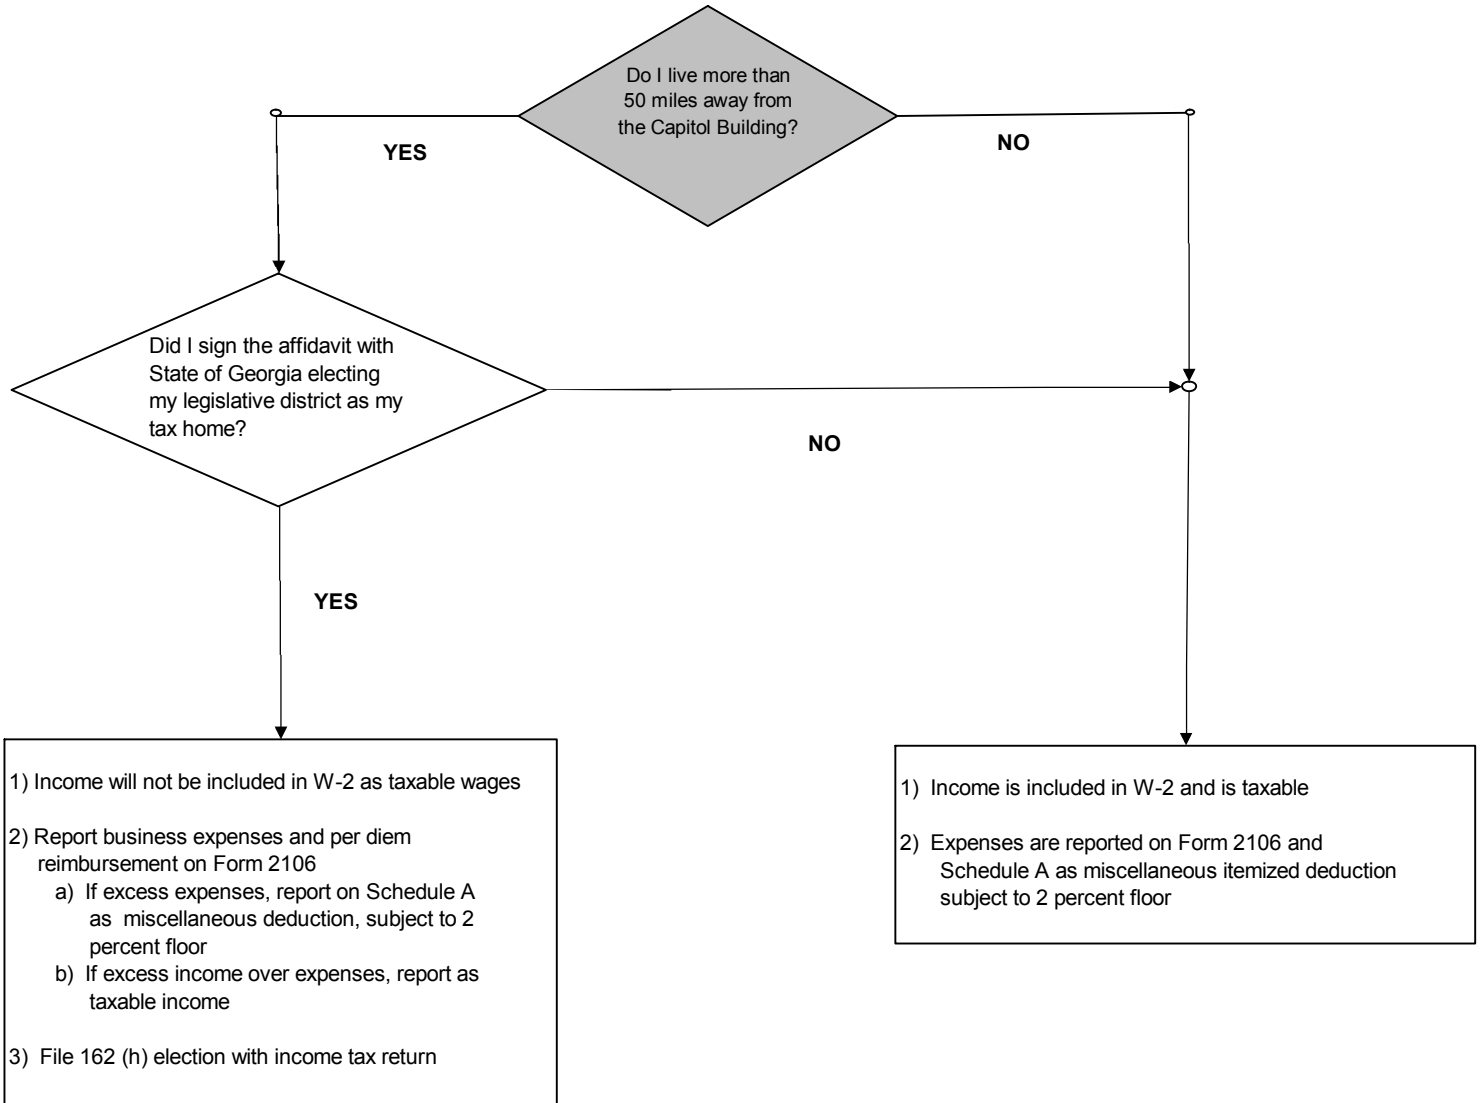 Do I live more than
50 miles away from
the Capitol Building?
YES
NO
Did I sign the affidavit with
State of Georgia electing
my legislative district as my
tax home?
NO
YES
1) Income will not be included in W-2 as taxable wages
2) Report business expenses and per diem
reimbursement on Form 2106
a) If excess expenses, report on Schedule A
as miscellaneous deduction, subject to 2
percent floor
b) If excess income over expenses, report as
taxable income
3) File 162 (h) election with income tax return
1) Income is included in W-2 and is taxable
2) Expenses are reported on Form 2106 and
Schedule A as miscellaneous itemized deduction
subject to 2 percent floor